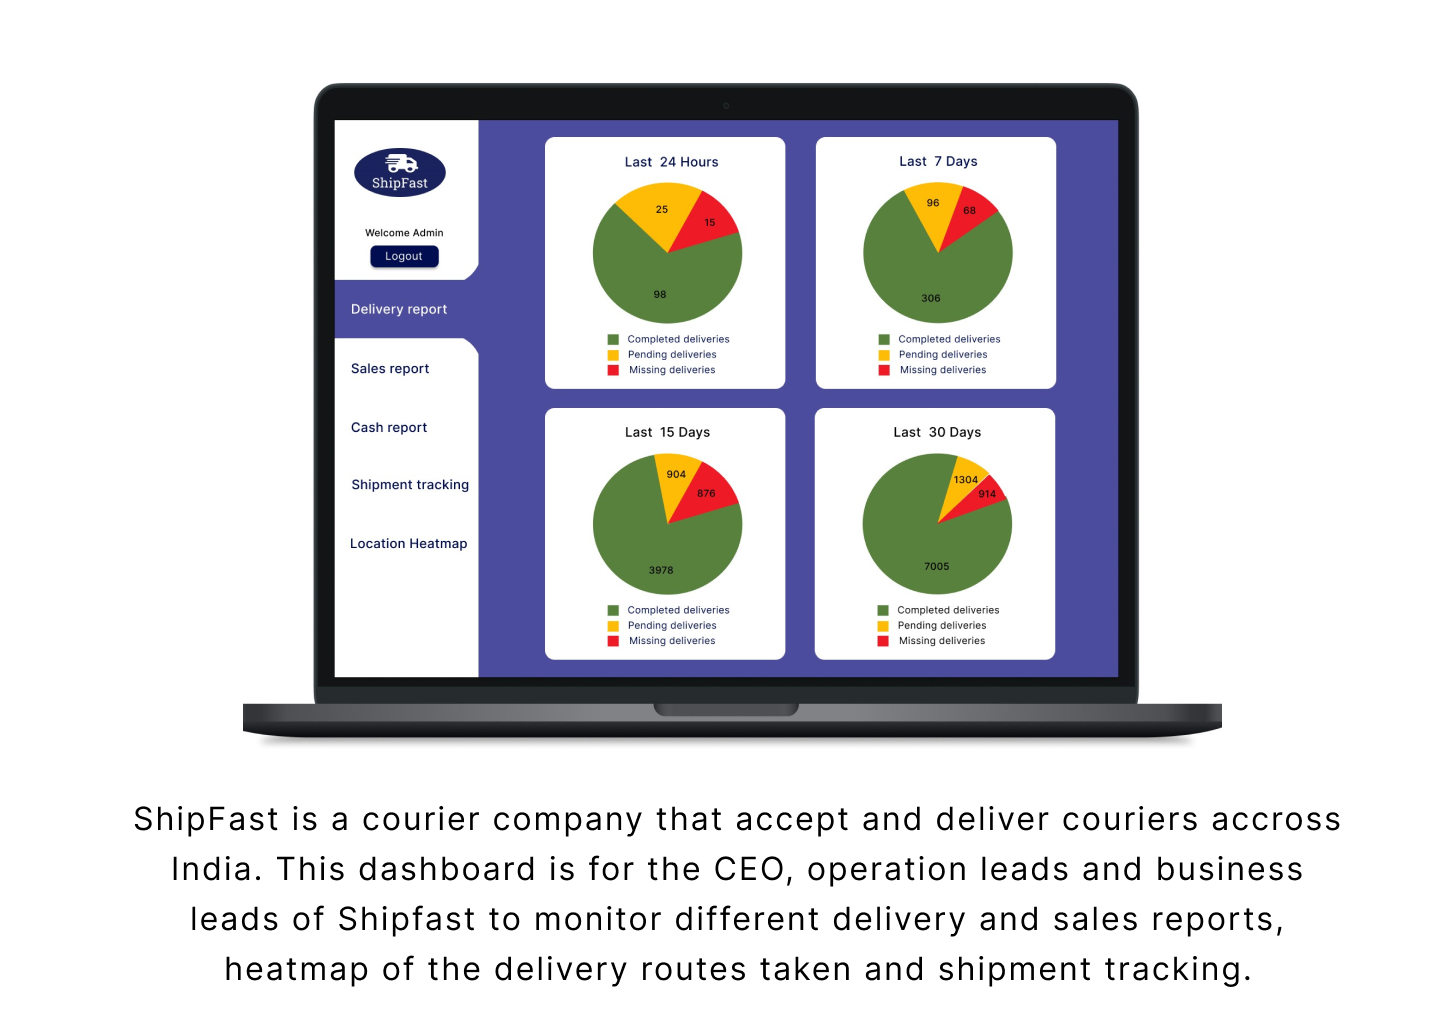 ShipFast
Welcome Admin
Logout
Delivery report
Sales report
Cash report
Shipment tracking
Location Heatmap
Last 24 Hours
25
15
98
Completed deliveries
Pending deliveries
Missing deliveries
Last 7 Days
96
68
306
Completed deliveries
Pending deliveries
Missing deliveries
Last 15 Days
904
876
3978
Completed deliveries
Pending deliveries
Missing deliveries
Last 30 Days
1304
914
7005
Completed deliveries
Pending deliveries
Missing deliveries
ShipFast is a courier company that accept and deliver couriers accross
India. This dashboard is for the CEO, operation leads and business
leads of Shipfast to monitor different delivery and sales reports,
heatmap of the delivery routes taken and shipment tracking.